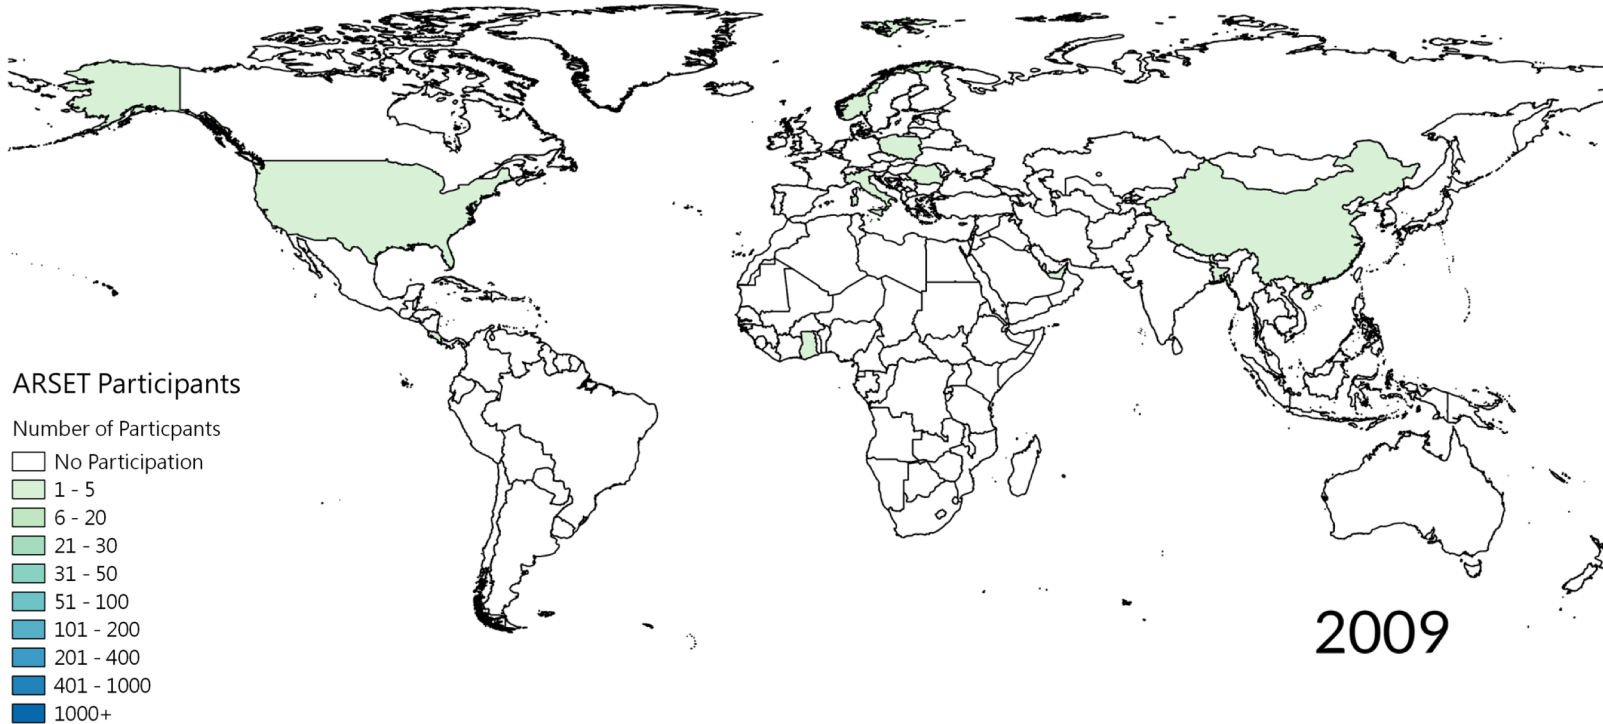 ARSET Participants
Number of Particpants
No Participation
1 - 5
6 - 20
21 - 30
31 - 50
51 - 100
101 - 200
201 - 400
401 - 1000
1000+
2009